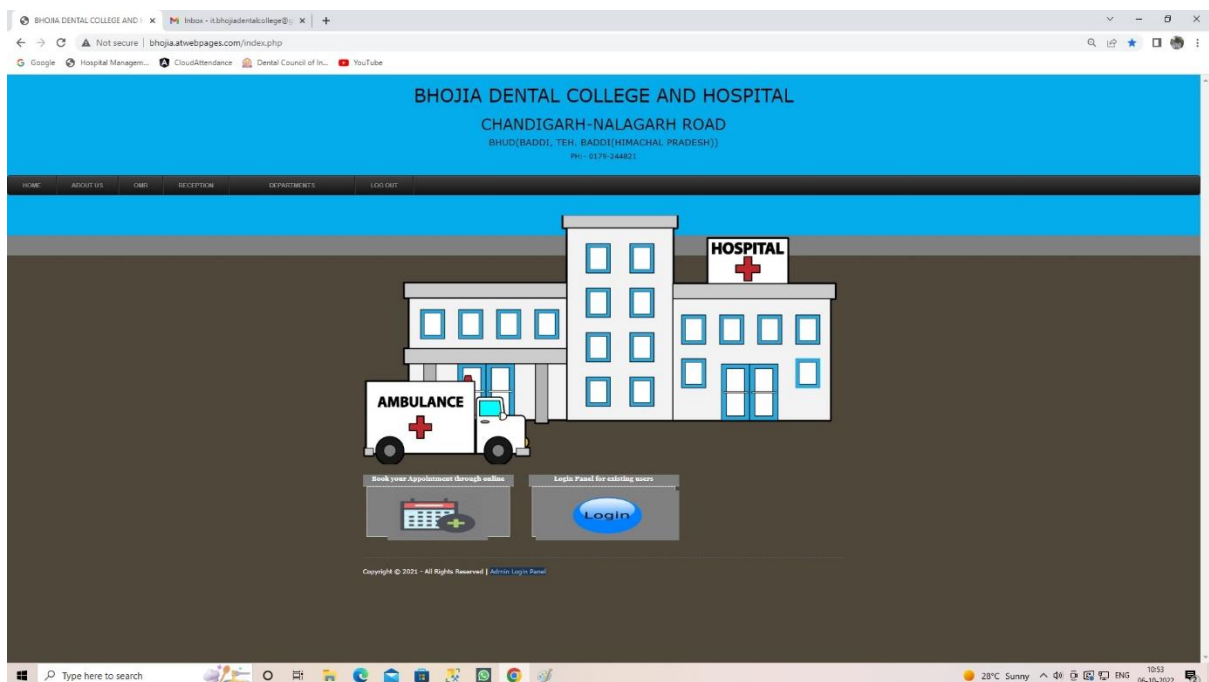 BHOJIA DENTAL COLLEGE AND
Inbox - it.bhojiadentalcollege@
Not secure | bhojia.atwebpages.com/index.php
Google Hospital Managem... CloudAttendance Dental Council of In... YouTube
BHOJIA DENTAL COLLEGE AND HOSPITAL
CHANDIGARH-NALAGARH ROAD
BHUD(BADDI, TEH. BADDI(HIMACHAL PRADESH))
PH:- 0179-244821
HOME ABOUT US OMR RECEPTION DEPARTMENTS LOG OUT
HOSPITAL
AMBULANCE
Book your Appointment through online
Login Panel for existing users
Login
Copyright © 2021 - All Rights Reserved | Admin Login Panel
Type here to search
28°C Sunny
ENG
10:53
06-10-2022